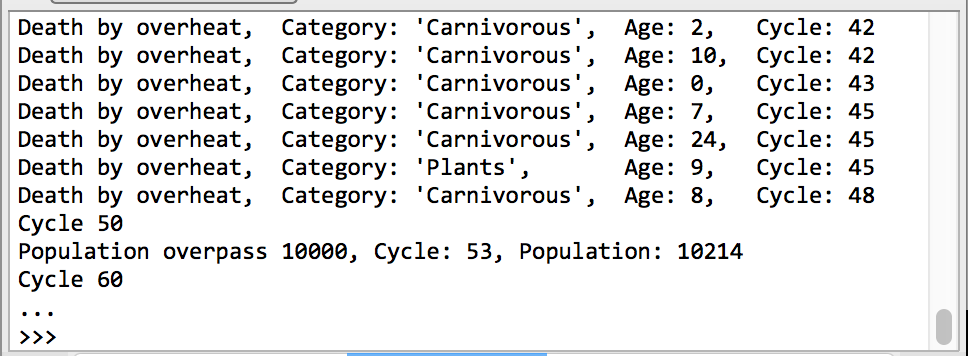 Death by overheat,  Category: 'Carnivorous',  Age: 2,   Cycle: 42
Death by overheat,  Category: 'Carnivorous',  Age: 10,  Cycle: 42
Death by overheat,  Category: 'Carnivorous',  Age: 0,   Cycle: 43
Death by overheat,  Category: 'Carnivorous',  Age: 7,   Cycle: 45
Death by overheat,  Category: 'Carnivorous',  Age: 24,  Cycle: 45
Death by overheat,  Category: 'Plants',       Age: 9,   Cycle: 45
Death by overheat,  Category: 'Carnivorous',  Age: 8,   Cycle: 48
Cycle 50
Population overpass 10000, Cycle: 53, Population: 10214
Cycle 60
...
>>>